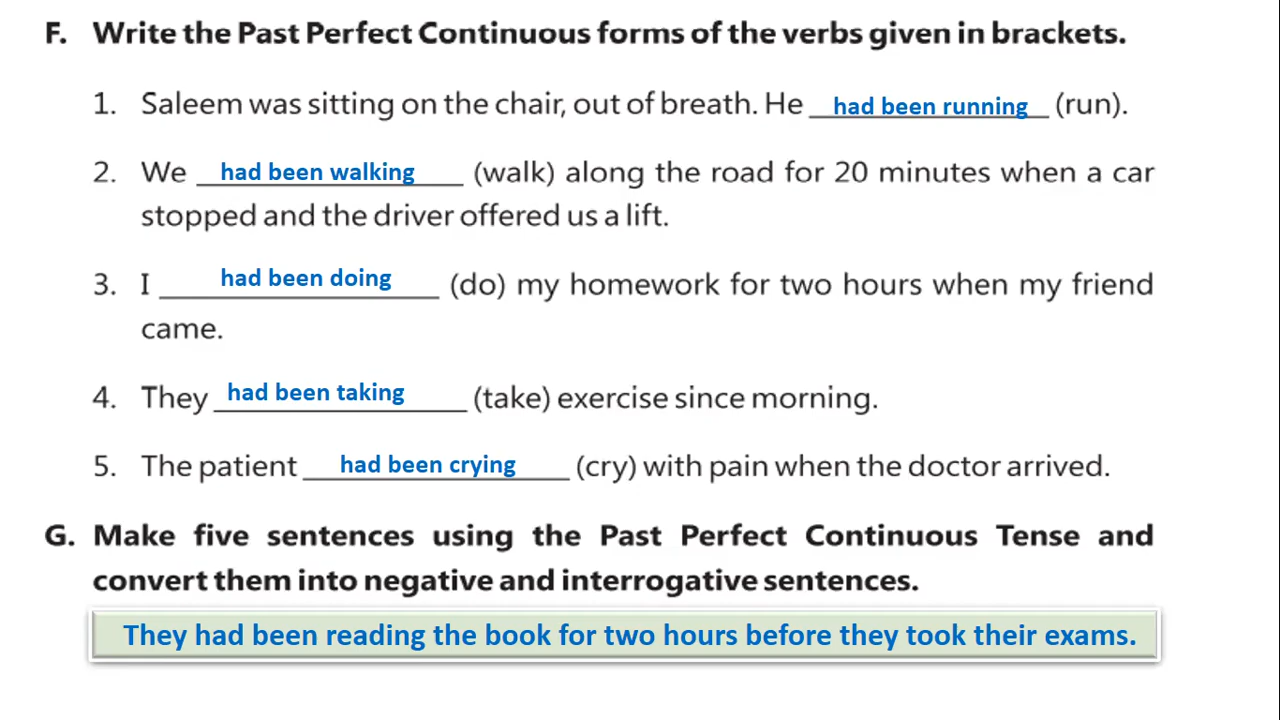 F. Write the Past Perfect Continuous forms of the verbs given in brackets.
1. Saleem was sitting on the chair, out of breath. He had been running (run).
2. We had been walking (walk) along the road for 20 minutes when a car
stopped and the driver offered us a lift.
3. I had been doing (do) my homework for two hours when my friend
came.
4. They had been taking (take) exercise since morning.
5. The patient had been crying (cry) with pain when the doctor arrived.
G. Make five sentences using the Past Perfect Continuous Tense and
convert them into negative and interrogative sentences.
They had been reading the book for two hours before they took their exams.